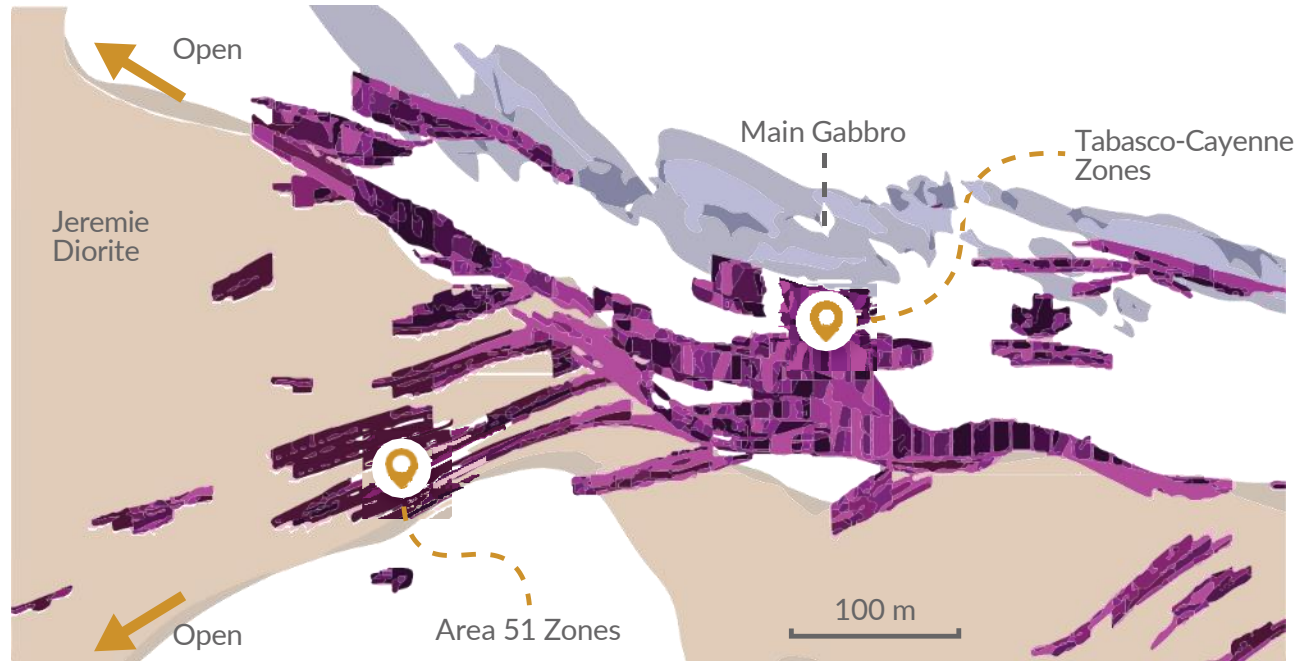 Open
Main Gabbro
Tabasco-Cayenne
Zones
Jeremie
Diorite
100 m
Area 51 Zones
Open